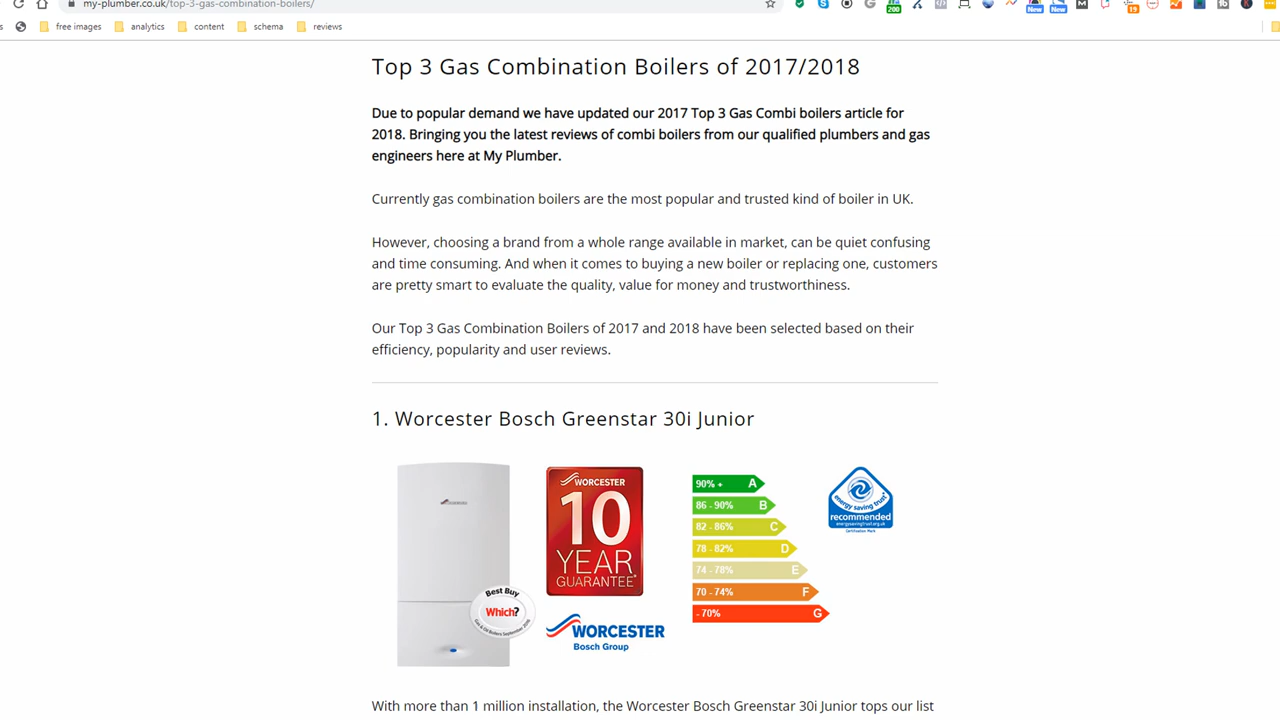 my-plumber.co.uk/top-3-gas-combination-boilers/
200
New
New
19
s
free images
analytics
content
schema
reviews
Top 3 Gas Combination Boilers of 2017/2018
Due to popular demand we have updated our 2017 Top 3 Gas Combi boilers article for
2018. Bringing you the latest reviews of combi boilers from our qualified plumbers and gas
engineers here at My Plumber.
Currently gas combination boilers are the most popular and trusted kind of boiler in UK.
However, choosing a brand from a whole range available in market, can be quiet confusing
and time consuming. And when it comes to buying a new boiler or replacing one, customers
are pretty smart to evaluate the quality, value for money and trustworthiness.
Our Top 3 Gas Combination Boilers of 2017 and 2018 have been selected based on their
efficiency, popularity and user reviews.
1. Worcester Bosch Greenstar 30i Junior
Best Buy
Which?
Gas & Oil Boilers September 2016
WORCESTER
10
YEAR
GUARANTEE*
WORCESTER
Bosch Group
90% + A
86 - 90% B
82 - 86% C
78 - 82% D
74 - 78% E
70 - 74% F
- 70% G
energy saving trust
recommended
energysavingtrust.org.uk
Certification Mark
With more than 1 million installation, the Worcester Bosch Greenstar 30i Junior tops our list